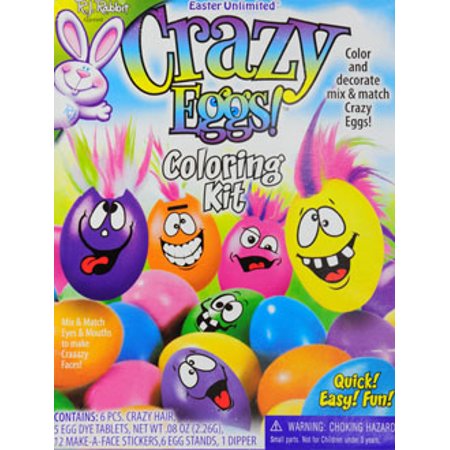 R.J. Rabbit
Easter Unlimited
Crazy
Eggs!™
Coloring
Kit
Color
and
decorate
mix & match
Crazy
Eggs!
Mix & Match
Eyes & Mouths
to make
Craaazy
Faces!
Quick!
Easy! Fun!
CONTAINS: 6 PCS. CRAZY HAIR,
5 EGG DYE TABLETS, NET WT .08 OZ (2.26G),
12 MAKE-A-FACE STICKERS, 6 EGG STANDS, 1 DIPPER
⚠ WARNING: CHOKING HAZARD
Small parts. Not for Children under 3 years.